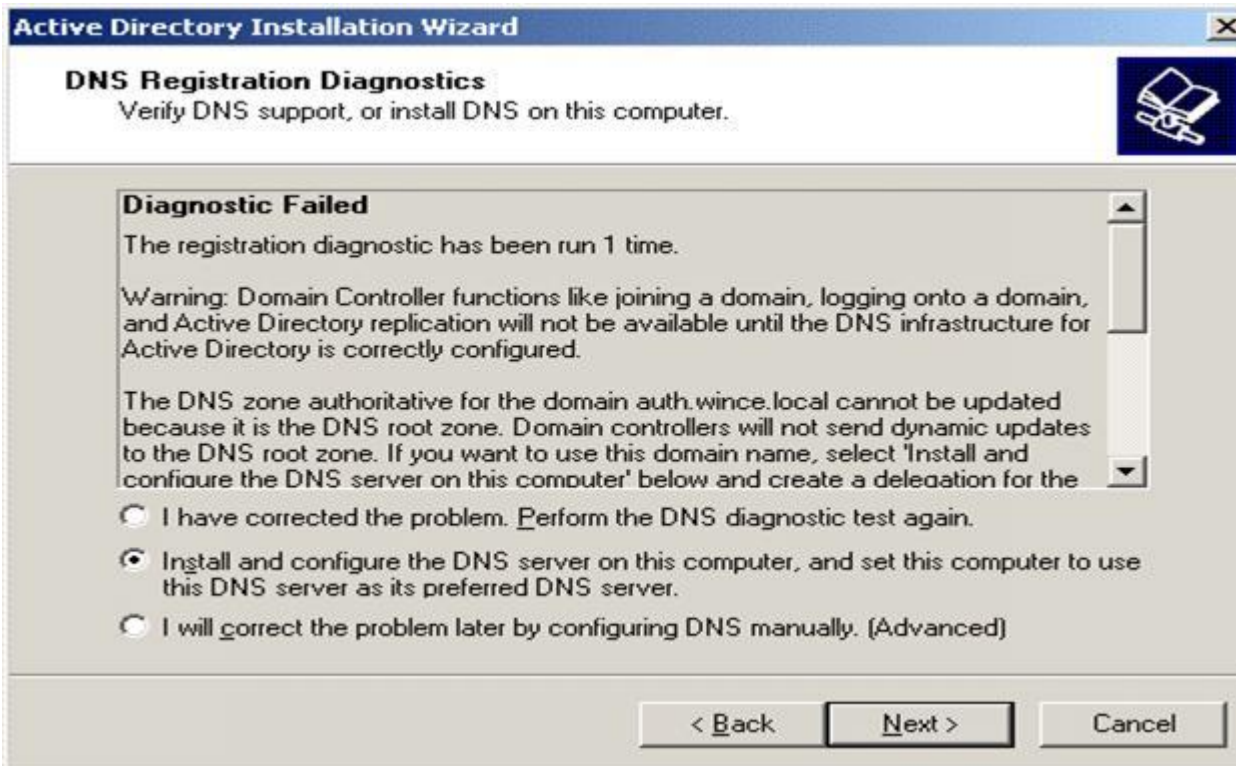 Active Directory Installation Wizard
DNS Registration Diagnostics
Verify DNS support, or install DNS on this computer.
Diagnostic Failed
The registration diagnostic has been run 1 time.
Warning: Domain Controller functions like joining a domain, logging onto a domain,
and Active Directory replication will not be available until the DNS infrastructure for
Active Directory is correctly configured.
The DNS zone authoritative for the domain auth.wince.local cannot be updated
because it is the DNS root zone. Domain controllers will not send dynamic updates
to the DNS root zone. If you want to use this domain name, select 'Install and
configure the DNS server on this computer' below and create a delegation for the
I have corrected the problem. Perform the DNS diagnostic test again.
Install and configure the DNS server on this computer, and set this computer to use
this DNS server as its preferred DNS server.
I will correct the problem later by configuring DNS manually. (Advanced)
< Back Next > Cancel